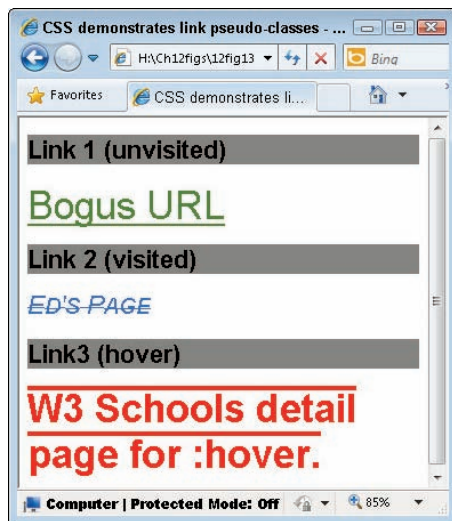 CSS demonstrates link pseudo-classes - ...
H:\Ch12figs\12fig13
Bing
Favorites
CSS demonstrates li...
Link 1 (unvisited)
Bogus URL
Link 2 (visited)
ED'S PAGE
Link3 (hover)
W3 Schools detail
page for :hover.
Computer | Protected Mode: Off
85%